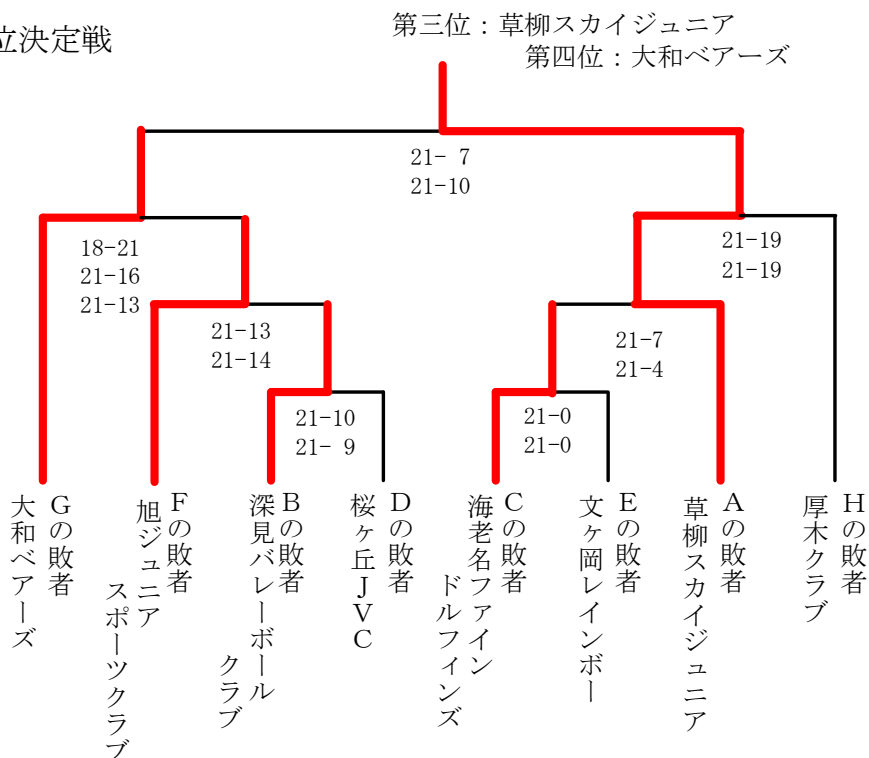 立決定戦
第三位：草柳スカイジュニア
第四位：大和ベアーズ
21- 7
21-10
18-21
21-16
21-13
21-19
21-19
21-13
21-14
21-7
21-4
21-10
21- 9
21-0
21-0
Gの敗者
大和ベアーズ
Fの敗者
旭ジュニア
スポーツクラブ
Bの敗者
深見バレーボール
クラブ
Dの敗者
桜ヶ丘JVC
Cの敗者
海老名ファイン
ドルフィンズ
Eの敗者
文ヶ岡レインボー
Aの敗者
草柳スカイジュニア
Hの敗者
厚木クラブ